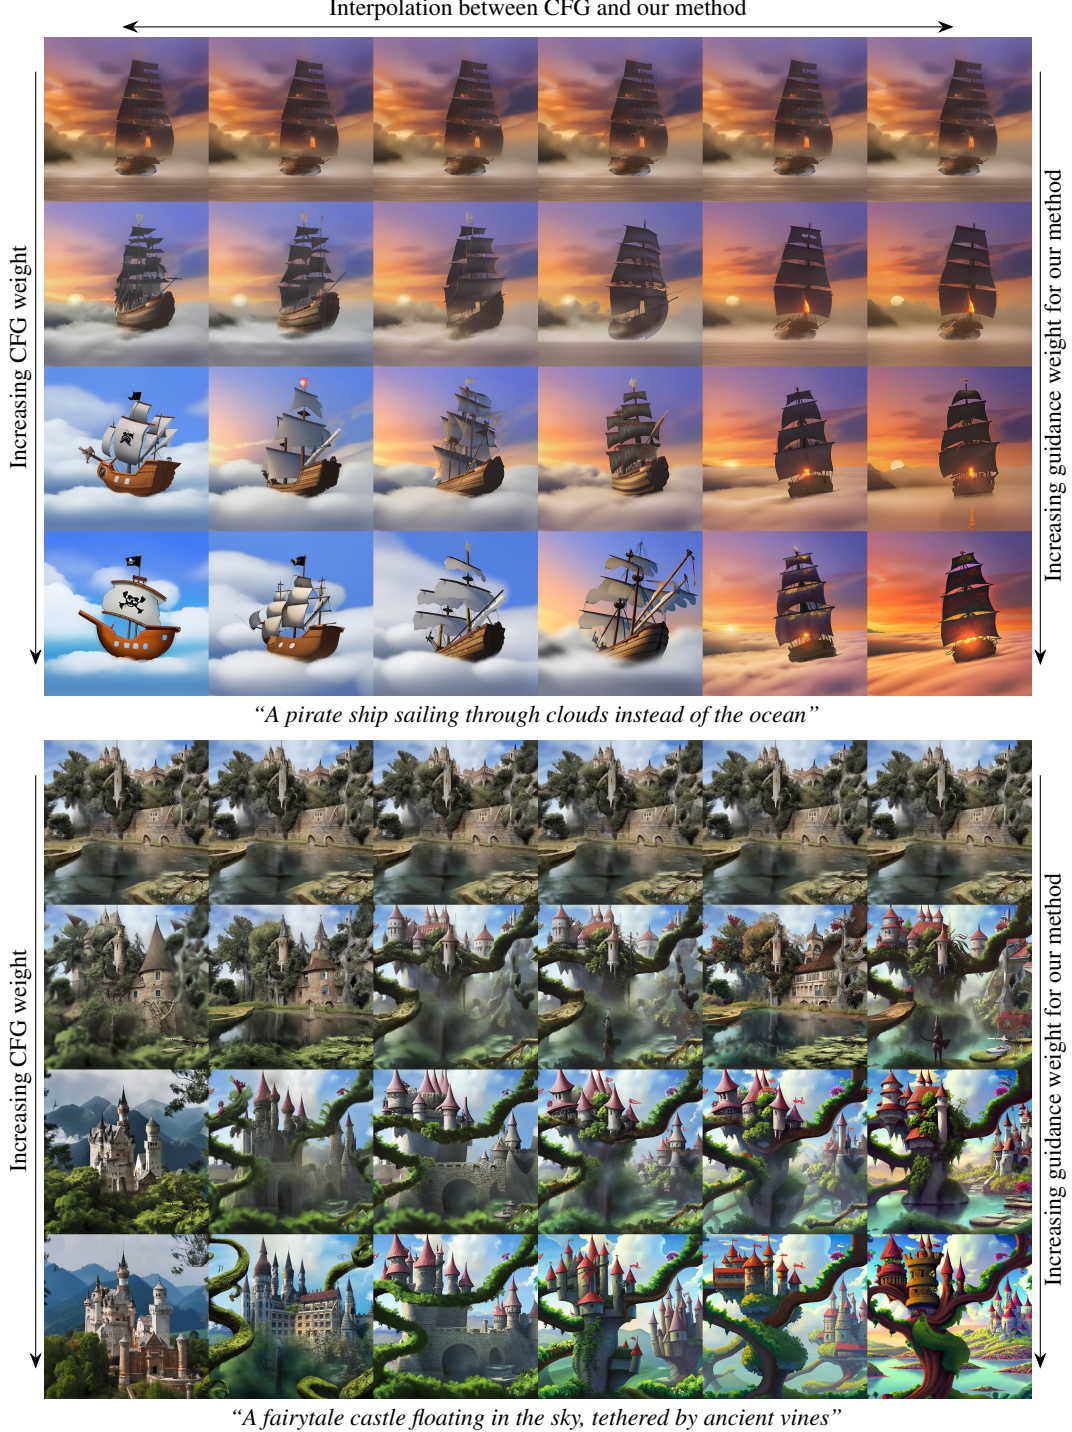 Interpolation between CFG and our method
Increasing CFG weight
Increasing guidance weight for our method
“A pirate ship sailing through clouds instead of the ocean”
Increasing CFG weight
Increasing guidance weight for our method
“A fairytale castle floating in the sky, tethered by ancient vines”